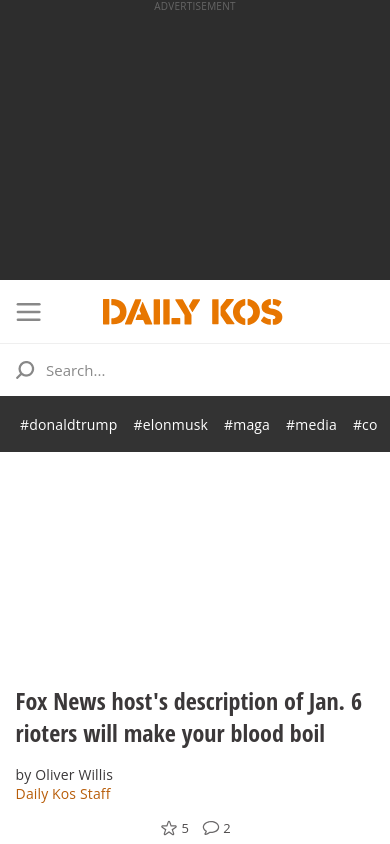 ADVERTISEMENT
DAILY KOS
Search...
#donaldtrump #elonmusk #maga #media #co
Fox News host's description of Jan. 6
rioters will make your blood boil
by Oliver Willis
Daily Kos Staff
5 2